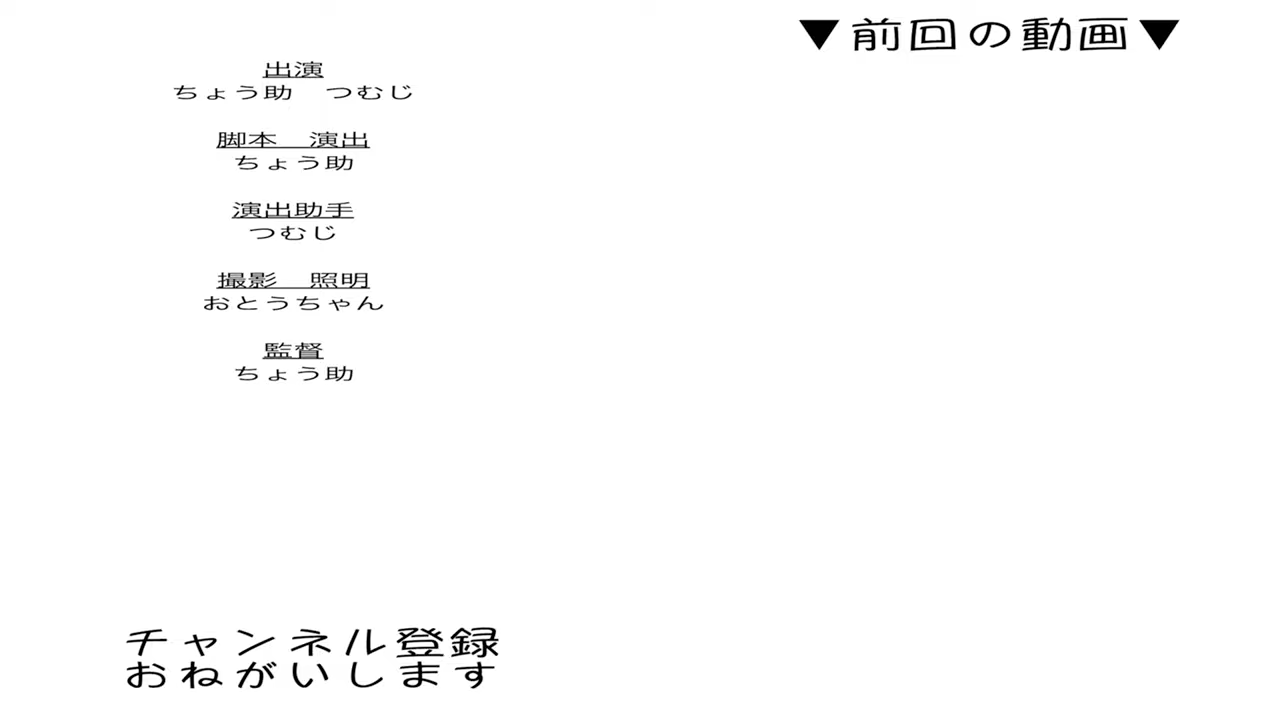 ▼前回の動画▼
出演
ちょう助　つむじ
脚本　演出
ちょう助
演出助手
つむじ
撮影　照明
おとうちゃん
監督
ちょう助
チャンネル登録
おねがいします